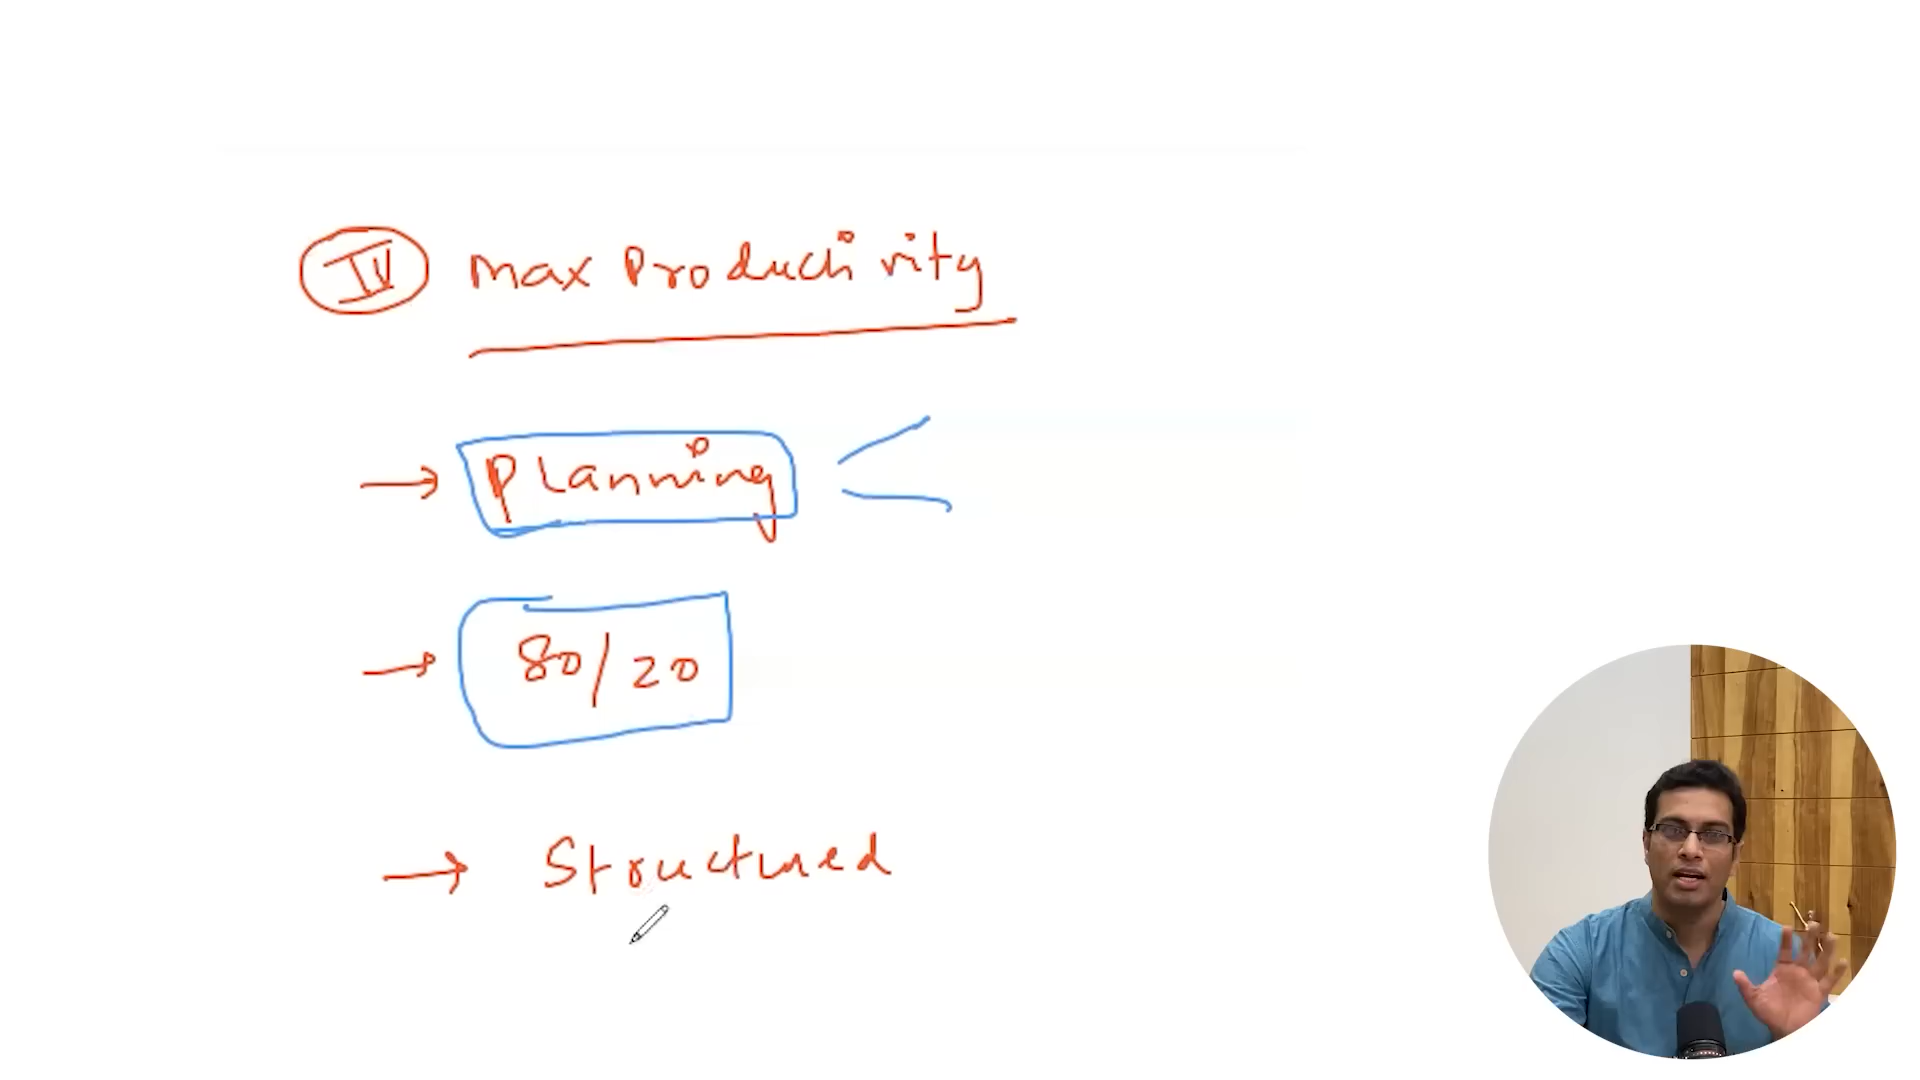 IV max Productivity
→ Planning
→ 80/20
→ Structured